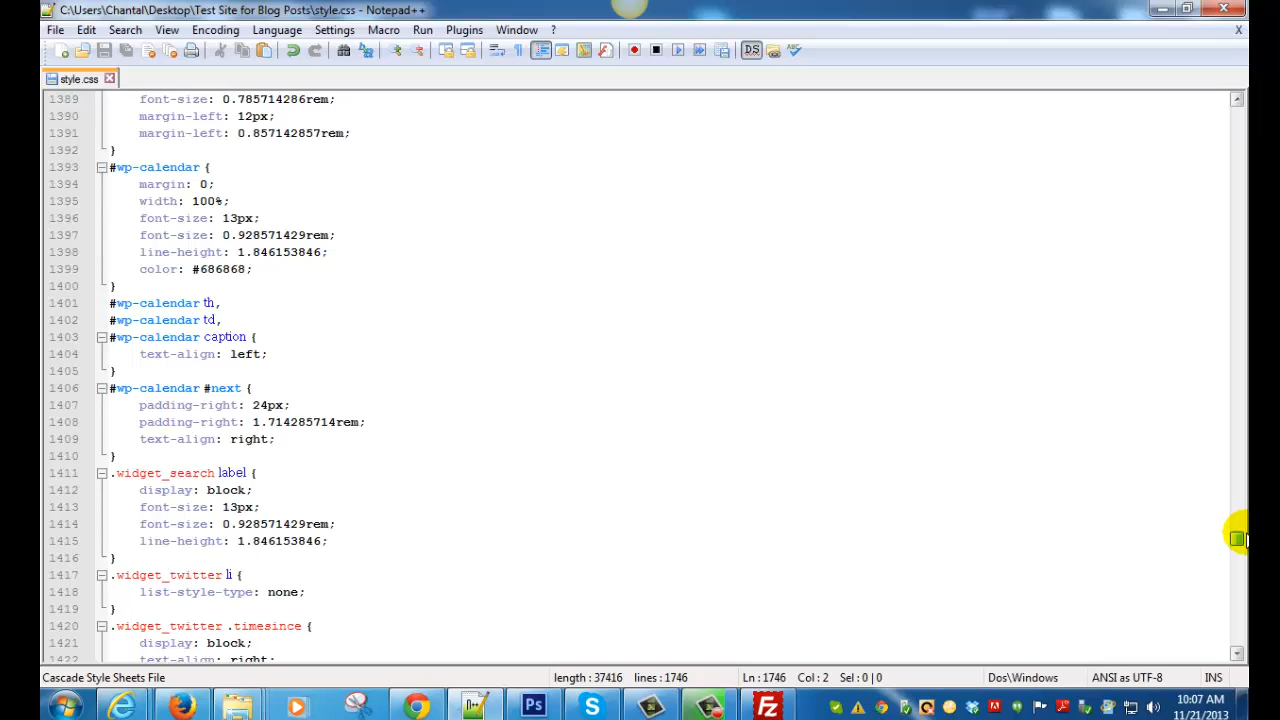 C:\Users\Chantal\Desktop\Test Site for Blog Posts\style.css - Notepad++
File Edit Search View Encoding Language Settings Macro Run Plugins Window ? X
style.css
1389 font-size: 0.785714286rem;
1390 margin-left: 12px;
1391 margin-left: 0.857142857rem;
1392 }
1393 #wp-calendar {
1394 margin: 0;
1395 width: 100%;
1396 font-size: 13px;
1397 font-size: 0.928571429rem;
1398 line-height: 1.846153846;
1399 color: #686868;
1400 }
1401 #wp-calendar th,
1402 #wp-calendar td,
1403 #wp-calendar caption {
1404 text-align: left;
1405 }
1406 #wp-calendar #next {
1407 padding-right: 24px;
1408 padding-right: 1.714285714rem;
1409 text-align: right;
1410 }
1411 .widget_search label {
1412 display: block;
1413 font-size: 13px;
1414 font-size: 0.928571429rem;
1415 line-height: 1.846153846;
1416 }
1417 .widget_twitter li {
1418 list-style-type: none;
1419 }
1420 .widget_twitter .timesince {
1421 display: block;
1422 text-align: right;
Cascade Style Sheets File length : 37416 lines : 1746 Ln : 1746 Col : 2 Sel : 0 | 0 Dos\Windows ANSI as UTF-8 INS
10:07 AM
11/21/2013